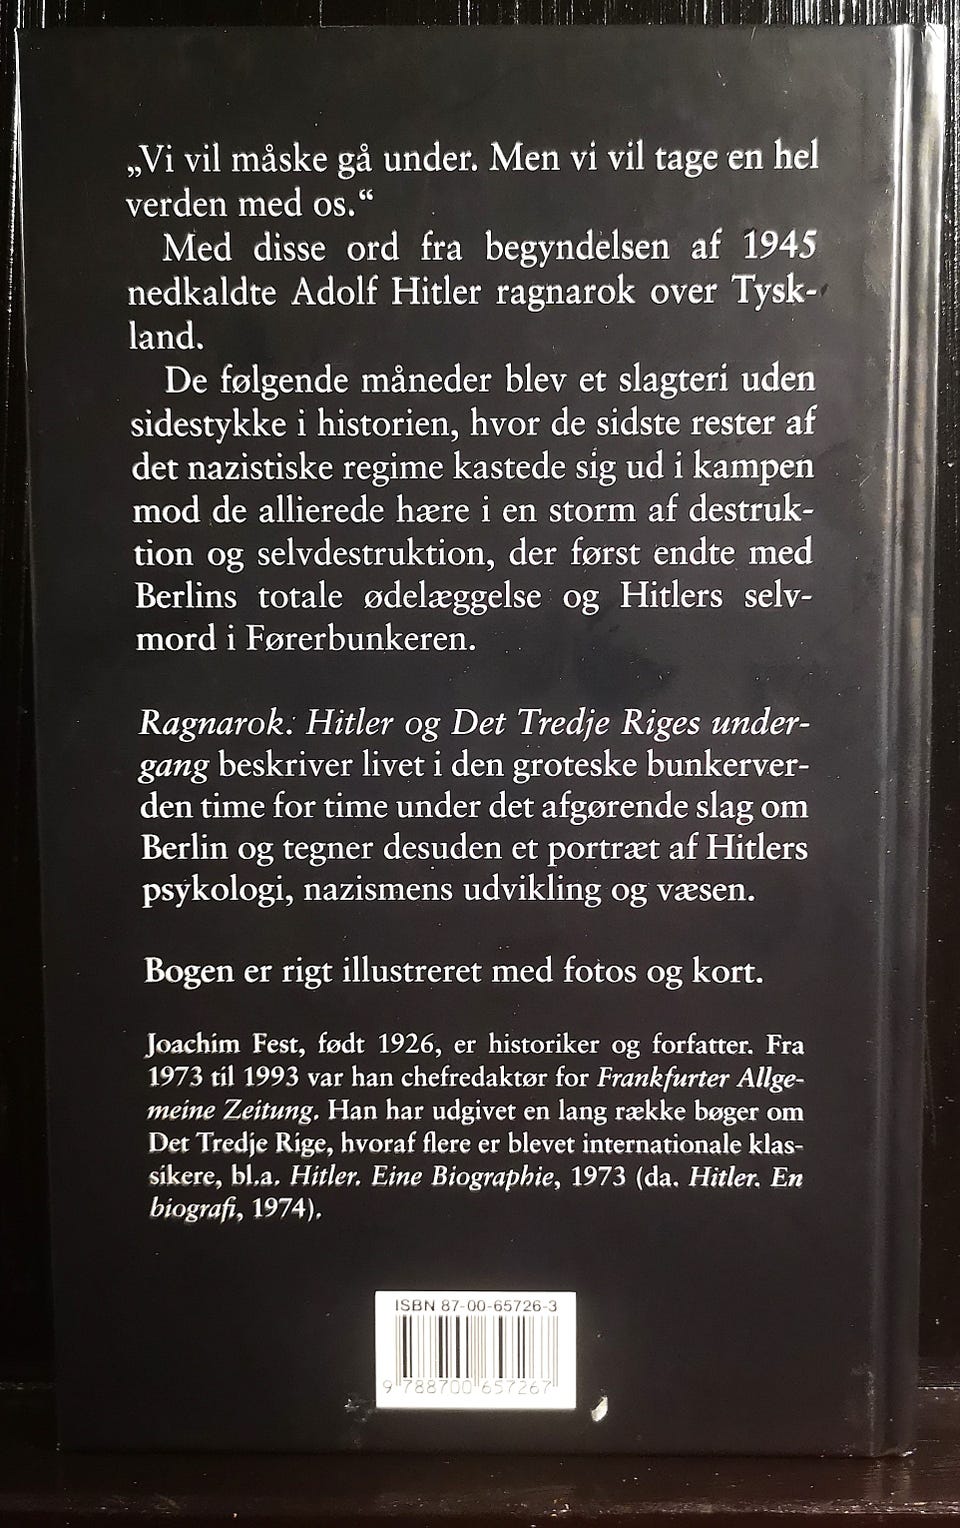 „Vi vil måske gå under. Men vi vil tage en hel
verden med os.“
Med disse ord fra begyndelsen af 1945
nedkaldte Adolf Hitler ragnarok over Tysk-
land.
De følgende måneder blev et slagteri uden
sidestykke i historien, hvor de sidste rester af
det nazistiske regime kastede sig ud i kampen
mod de allierede hære i en storm af destruk-
tion og selvdestruktion, der først endte med
Berlins totale ødelæggelse og Hitlers selv-
mord i Førerbunkeren.
Ragnarok. Hitler og Det Tredje Riges under-
gang beskriver livet i den groteske bunkerver-
den time for time under det afgørende slag om
Berlin og tegner desuden et portræt af Hitlers
psykologi, nazismens udvikling og væsen.
Bogen er rigt illustreret med fotos og kort.
Joachim Fest, født 1926, er historiker og forfatter. Fra
1973 til 1993 var han chefredaktør for Frankfurter Allge-
meine Zeitung. Han har udgivet en lang række bøger om
Det Tredje Rige, hvoraf flere er blevet internationale klas-
sikere, bl.a. Hitler. Eine Biographie, 1973 (da. Hitler. En
biografi, 1974).
ISBN 87-00-65726-3
9 788700 657267